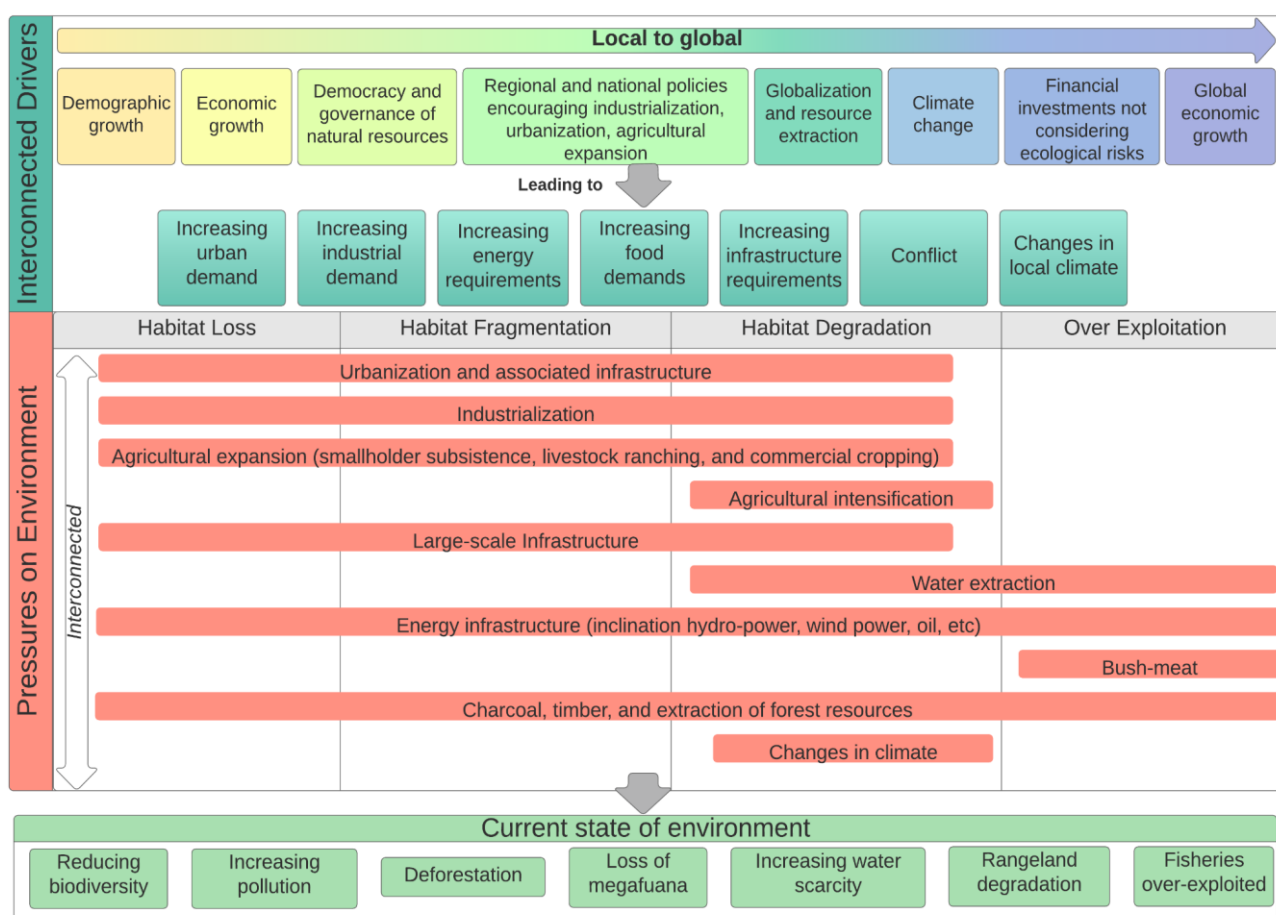 Interconnected Drivers
Local to global
Demographic
growth
Economic
growth
Democracy and
governance of
natural resources
Regional and national policies
encouraging industrialization,
urbanization, agricultural
expansion
Globalization
and resource
extraction
Climate
change
Financial
investments not
considering
ecological risks
Global
economic
growth
Leading to
Increasing
urban
demand
Increasing
industrial
demand
Increasing
energy
requirements
Increasing
food
demands
Increasing
infrastructure
requirements
Conflict
Changes in
local climate
Pressures on Environment
Habitat Loss
Habitat Fragmentation
Habitat Degradation
Over Exploitation
Interconnected
Urbanization and associated infrastructure
Industrialization
Agricultural expansion (smallholder subsistence, livestock ranching, and commercial cropping)
Agricultural intensification
Large-scale Infrastructure
Water extraction
Energy infrastructure (inclination hydro-power, wind power, oil, etc)
Bush-meat
Charcoal, timber, and extraction of forest resources
Changes in climate
Current state of environment
Reducing
biodiversity
Increasing
pollution
Deforestation
Loss of
megafuana
Increasing water
scarcity
Rangeland
degradation
Fisheries
over-exploited